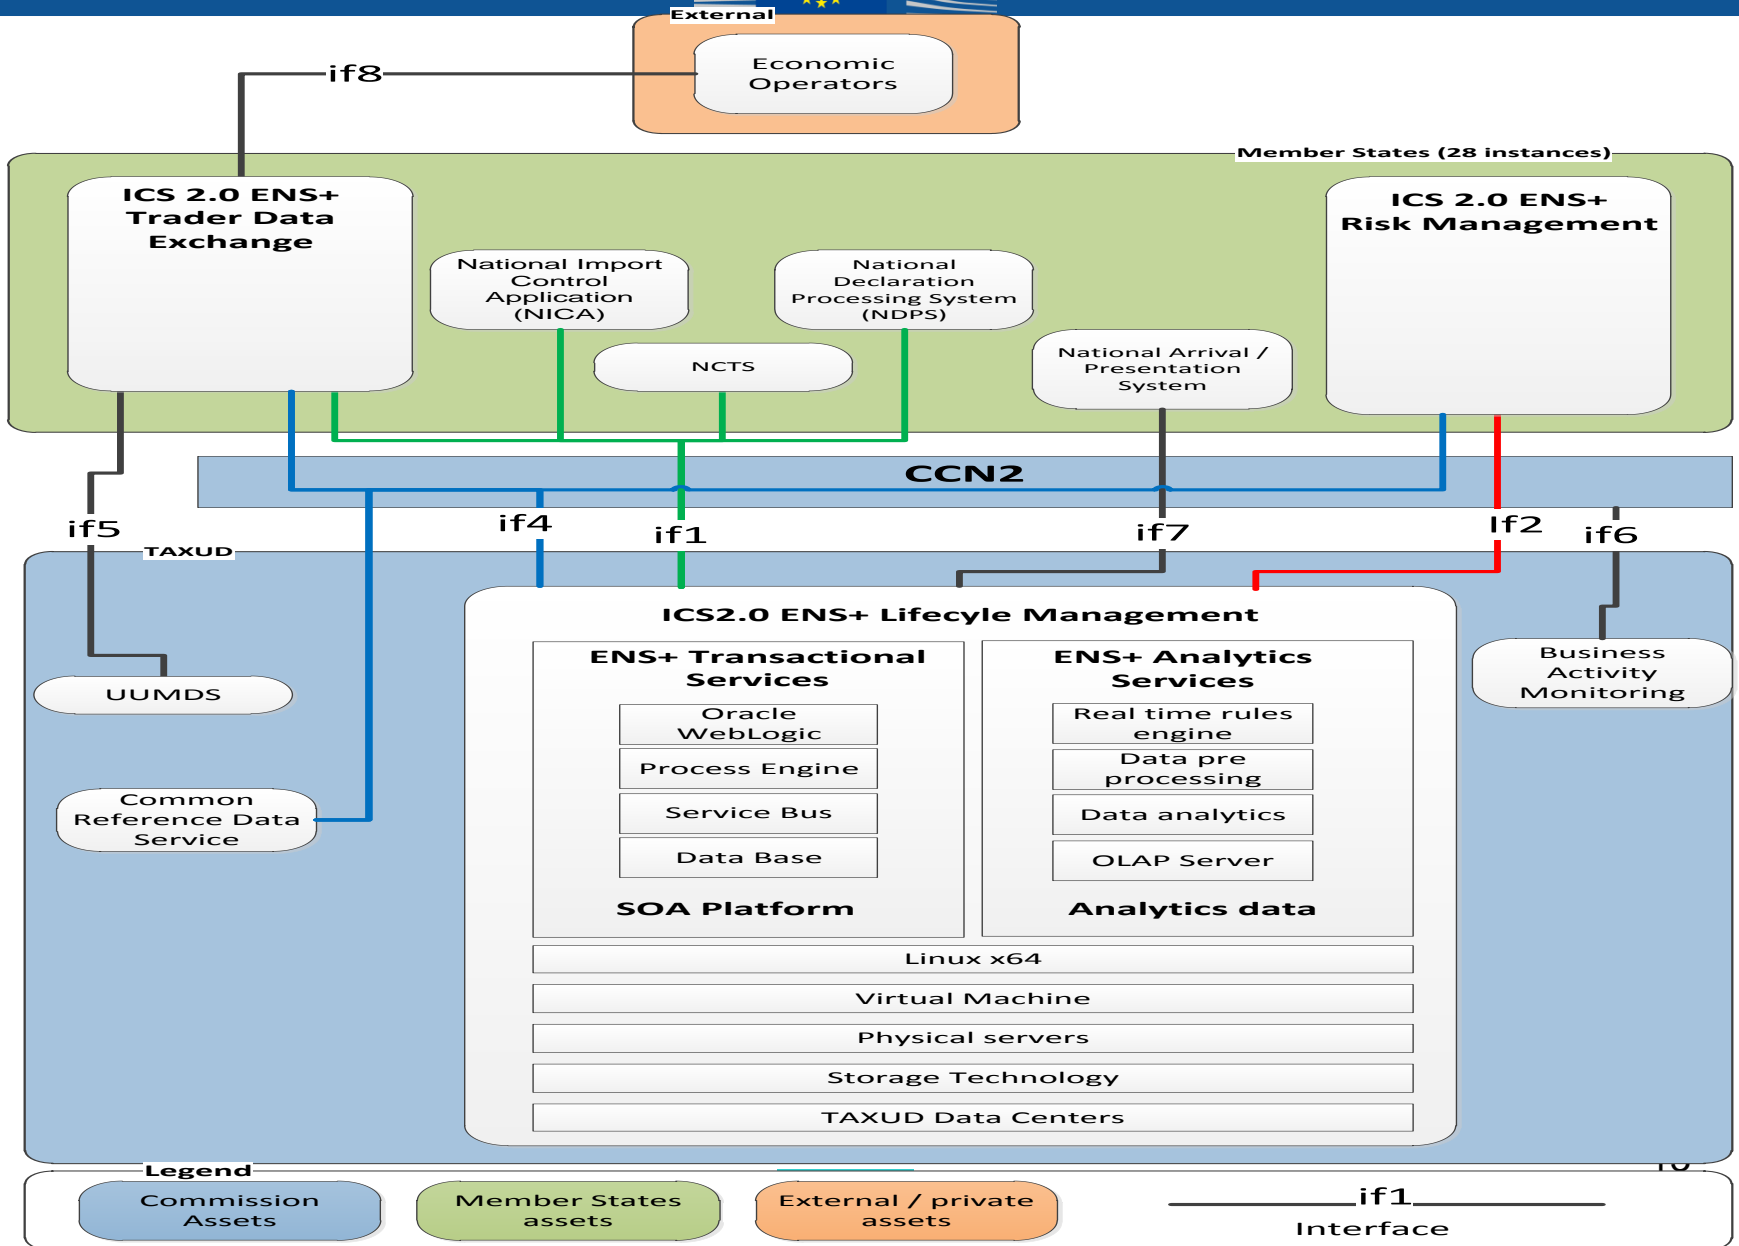 External
Economic
Operators
if8
Member States (28 instances)
ICS 2.0 ENS+
Trader Data
Exchange
ICS 2.0 ENS+
Risk Management
National Import
Control
Application
(NICA)
National
Declaration
Processing System
(NDPS)
NCTS
National Arrival /
Presentation
System
CCN2
if5
if4
if1
if7
If2
if6
TAXUD
ICS2.0 ENS+ Lifecyle Management
ENS+ Transactional
Services
Oracle
WebLogic
Process Engine
Service Bus
Data Base
SOA Platform
ENS+ Analytics
Services
Real time rules
engine
Data pre
processing
Data analytics
OLAP Server
Analytics data
Business
Activity
Monitoring
UUMDS
Common
Reference Data
Service
Linux x64
Virtual Machine
Physical servers
Storage Technology
TAXUD Data Centers
Legend
Commission
Assets
Member States
assets
External / private
assets
if1
Interface